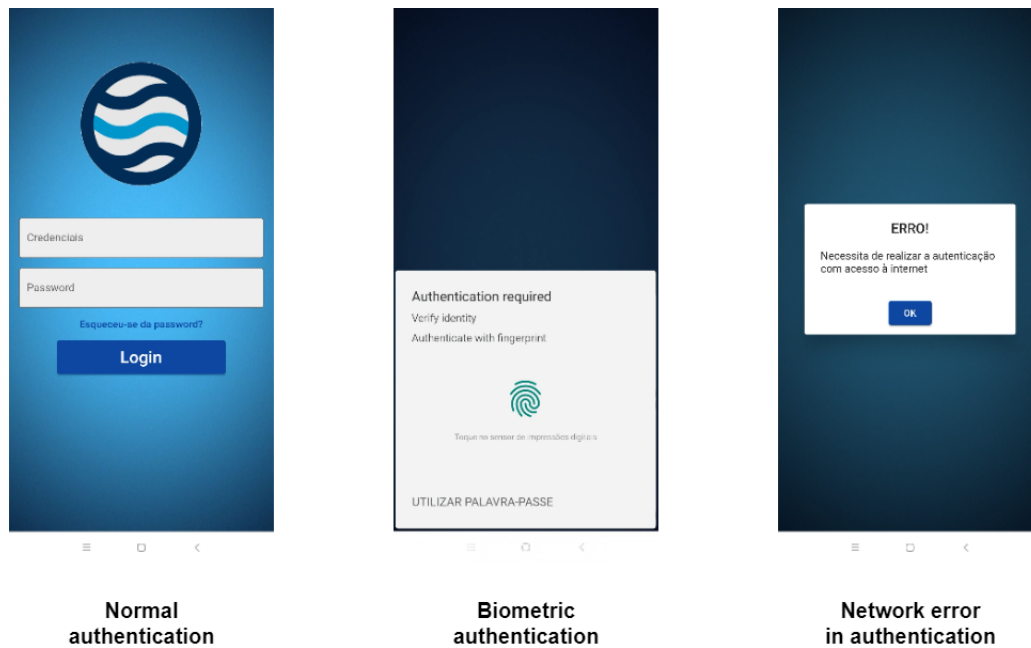 Credenciais
Password
Esqueceu-se da password?
Login
Normal
authentication
Authentication required
Verify identity
Authenticate with fingerprint
Toque no sensor de impressões digitais
UTILIZAR PALAVRA-PASSE
Biometric
authentication
ERRO!
Necessita de realizar a autenticação
com acesso à internet
OK
Network error
in authentication